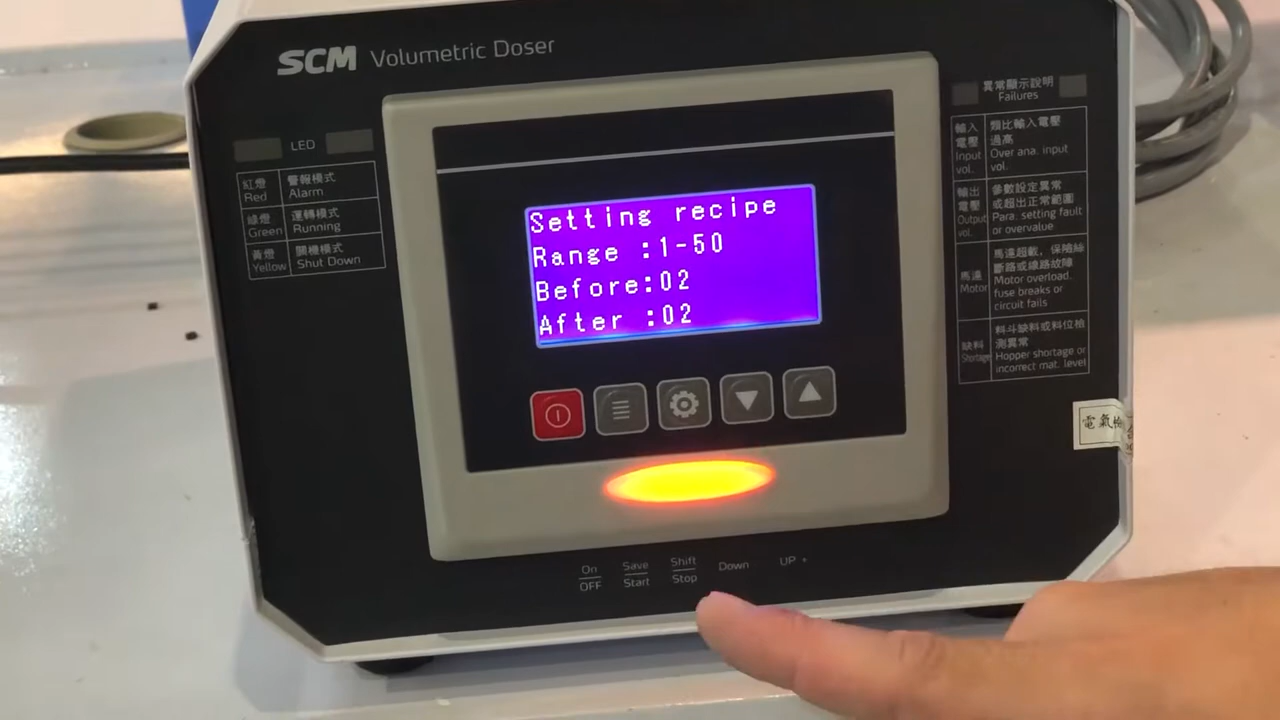 SCM Volumetric Doser
LED
紅燈 警報模式
Red Alarm
綠燈 運轉模式
Green Running
黃燈 關機模式
Yellow Shut Down
Setting recipe
Range :1-50
Before:02
After :02
On
OFF
Save
Start
Shift
Stop
Down
UP +
異常顯示說明
Failures
輸入
電壓
Input
vol.
類比輸入電壓
過高
Over ana. input
vol.
輸出
電壓
Output
vol.
參數設定異常
或超出正常範圍
Para. setting fault
or overvalue
馬達
Motor
馬達超載，保險絲
斷路或線路故障
Motor overload,
fuse breaks or
circuit fails
缺料
Shortage
料斗缺料或料位檢
測異常
Hopper shortage or
incorrect mat. level
電氣